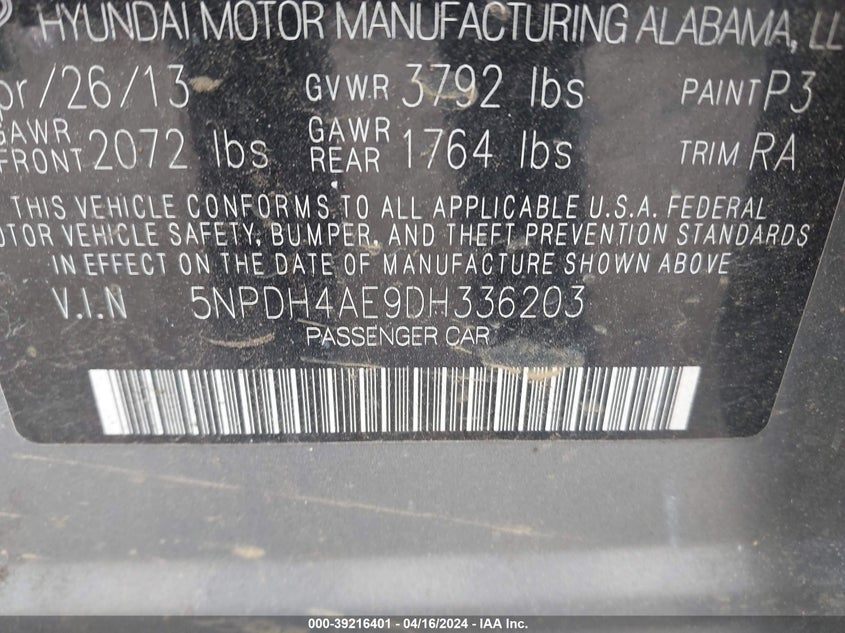 HYUNDAI MOTOR MANUFACTURING ALABAMA, LL
pr/26/13 GVWR 3792 lbs PAINT P3
GAWR FRONT 2072 lbs GAWR REAR 1764 lbs TRIM RA
THIS VEHICLE CONFORMS TO ALL APPLICABLE U.S.A. FEDERAL
OTOR VEHICLE SAFETY, BUMPER, AND THEFT PREVENTION STANDARDS
IN EFFECT ON THE DATE OF MANUFACTURE SHOWN ABOVE
V.I.N 5NPDH4AE9DH336203
PASSENGER CAR
000-39216401 - 04/16/2024 - IAA Inc.